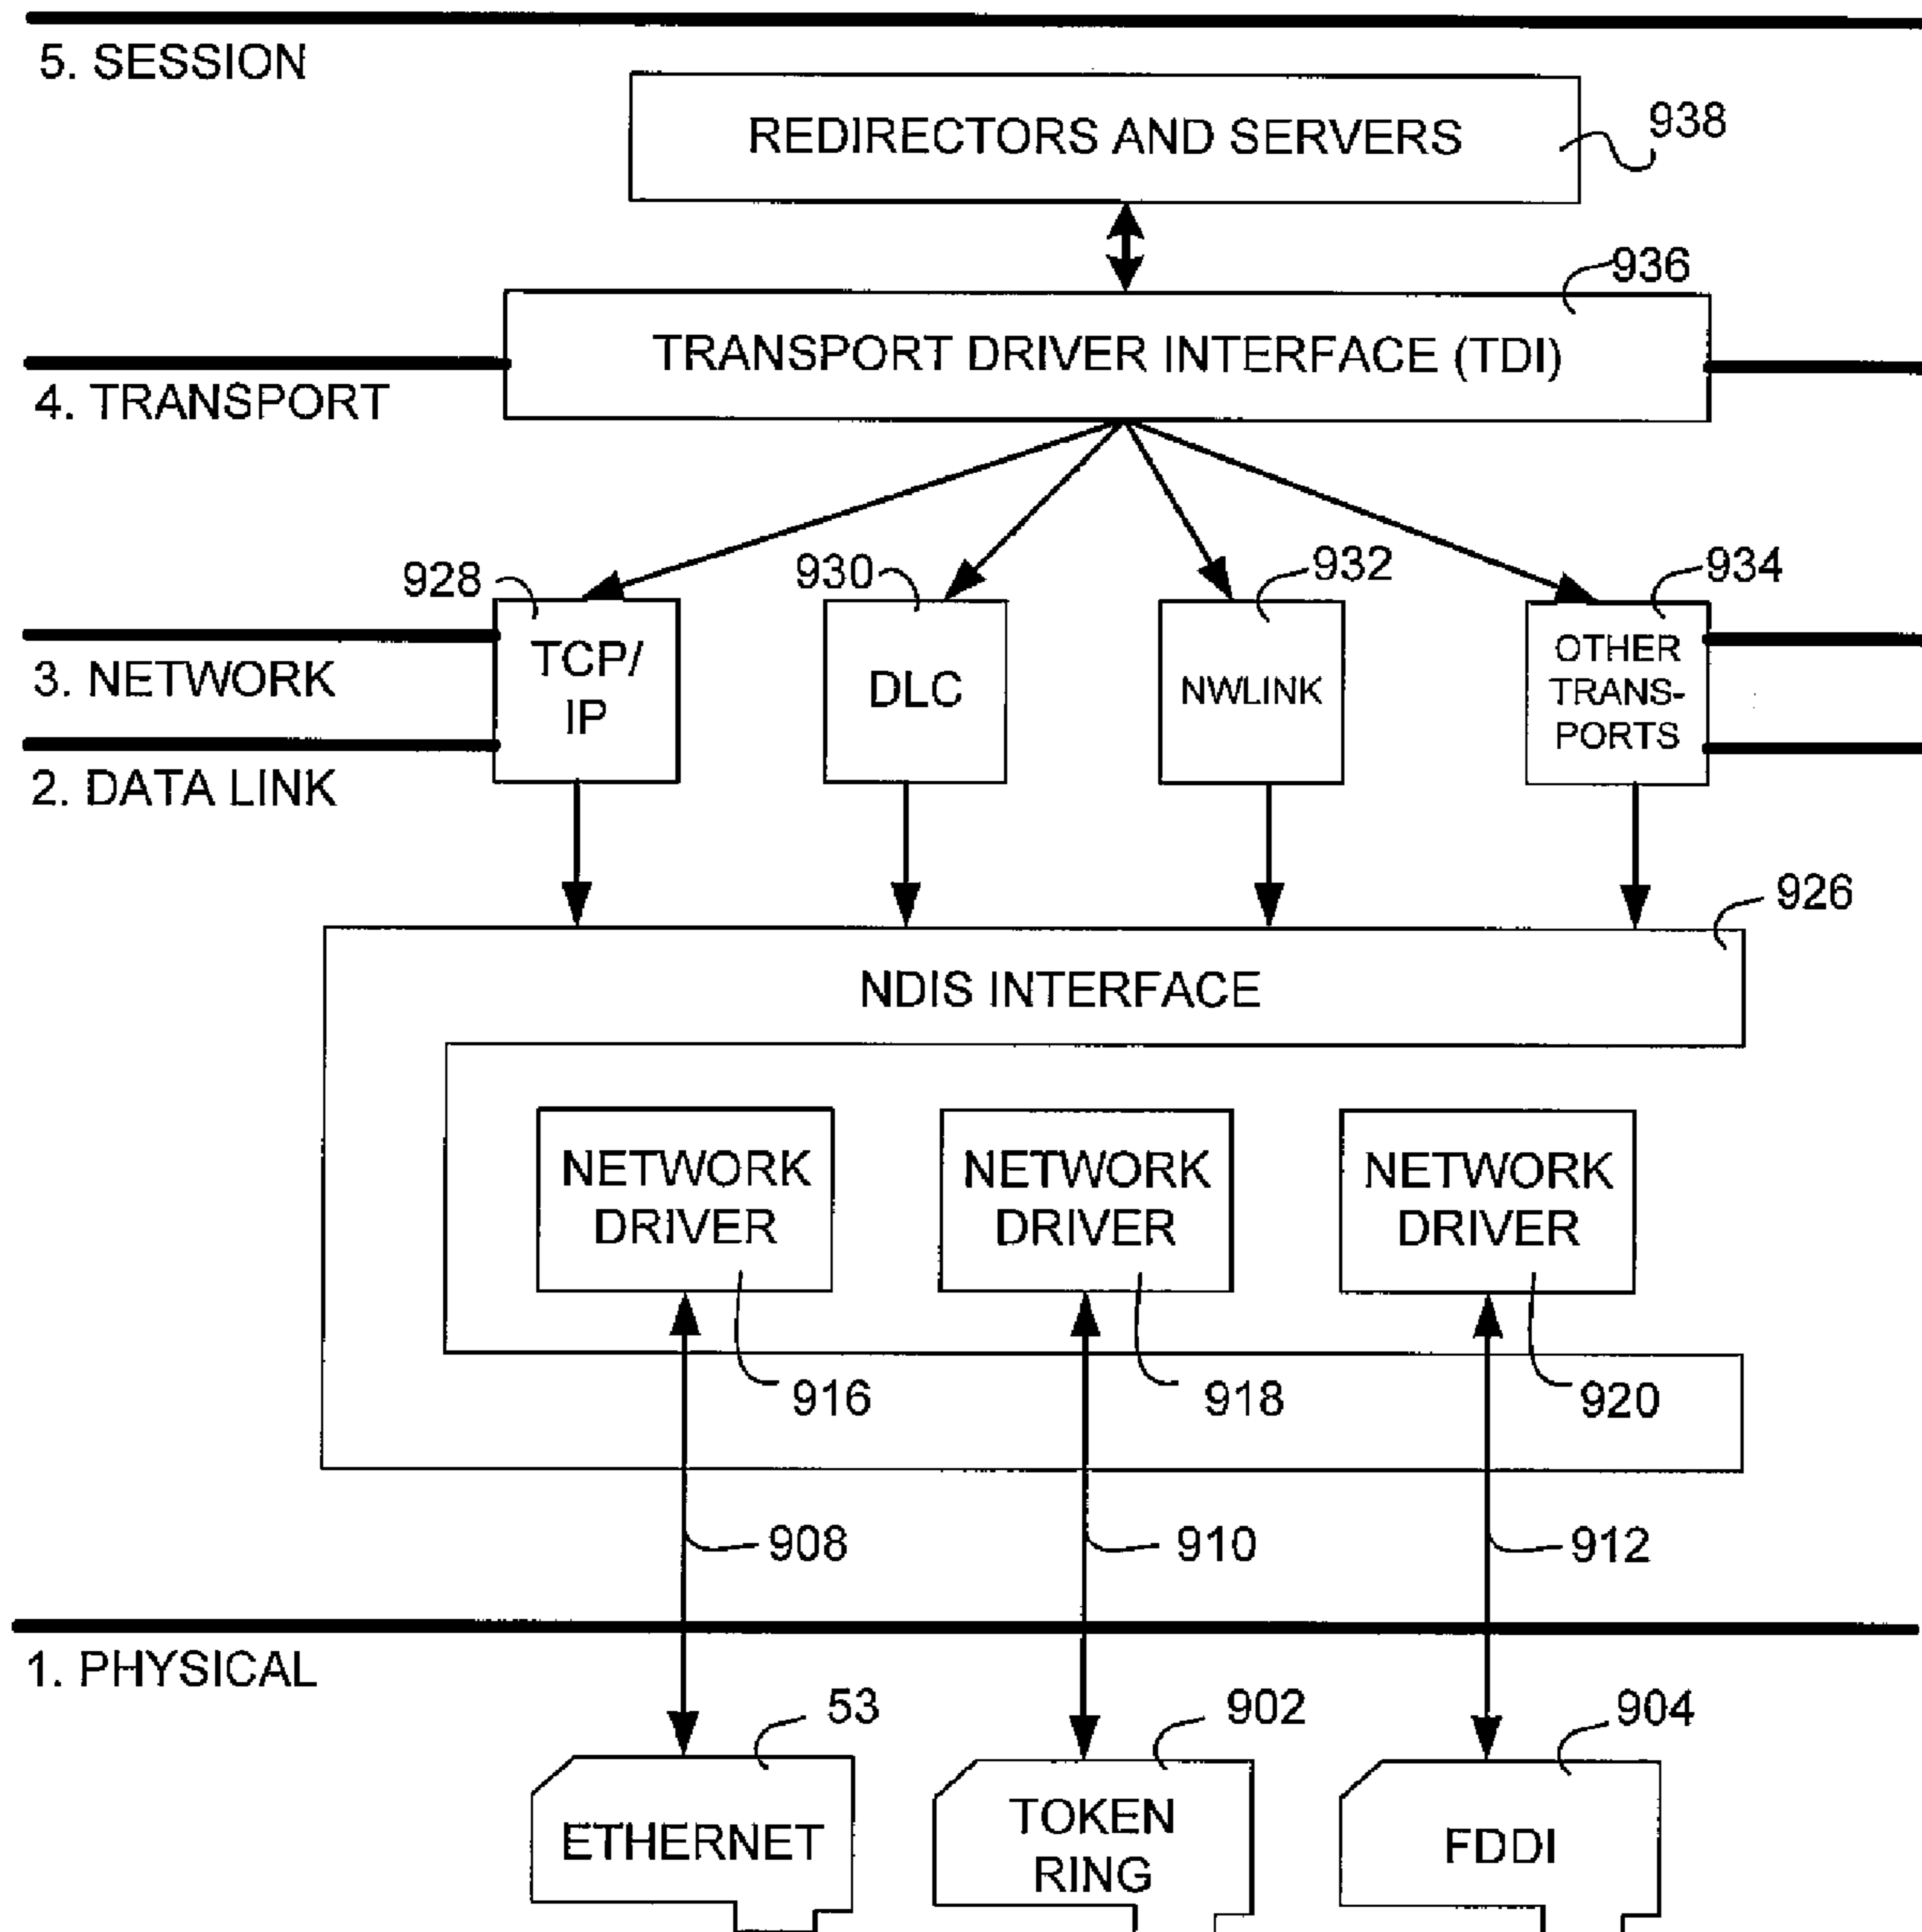 5. SESSION
REDIRECTORS AND SERVERS
938
936
TRANSPORT DRIVER INTERFACE (TDI)
4. TRANSPORT
928
930
932
934
TCP/
IP
DLC
NWLINK
OTHER
TRANS-
PORTS
3. NETWORK
2. DATA LINK
926
NDIS INTERFACE
NETWORK
DRIVER
NETWORK
DRIVER
NETWORK
DRIVER
916
918
920
908
910
912
1. PHYSICAL
53
902
904
ETHERNET
TOKEN
RING
FDDI